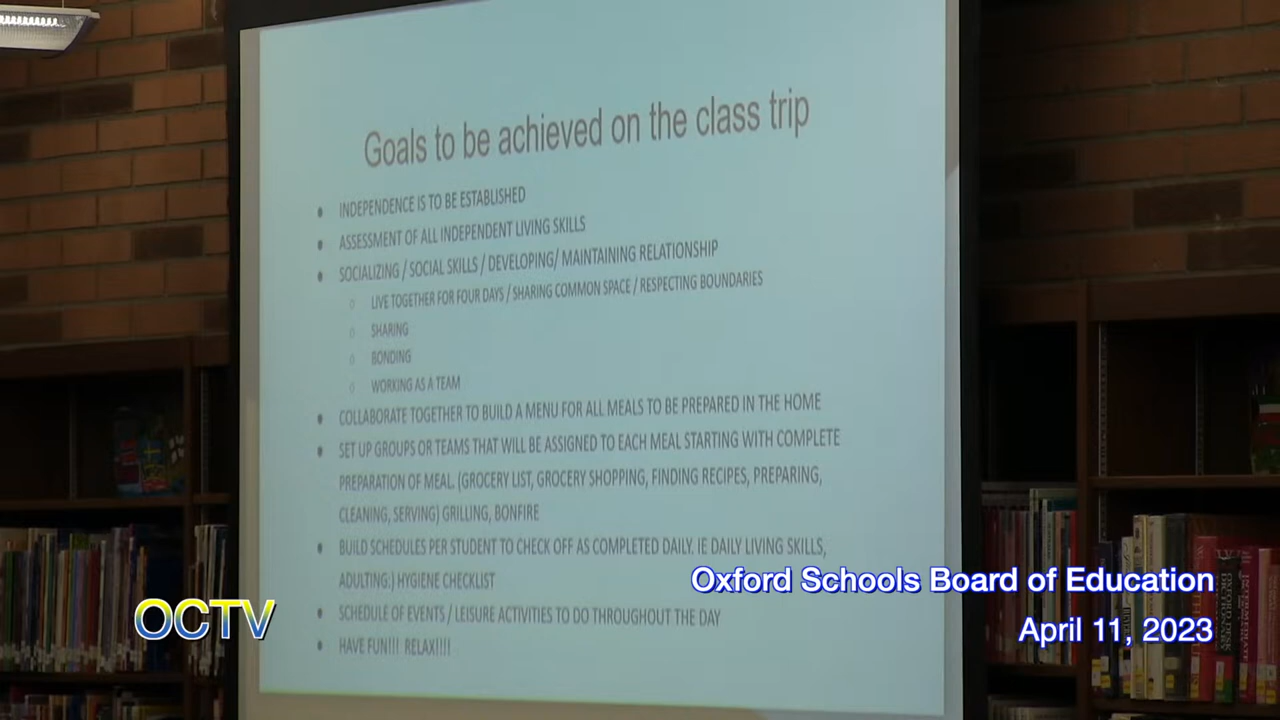 Goals to be achieved on the class trip
● INDEPENDENCE IS TO BE ESTABLISHED
● ASSESSMENT OF ALL INDEPENDENT LIVING SKILLS
● SOCIALIZING / SOCIAL SKILLS / DEVELOPING/ MAINTAINING RELATIONSHIP
○ LIVE TOGETHER FOR FOUR DAYS / SHARING COMMON SPACE / RESPECTING BOUNDARIES
○ SHARING
○ BONDING
○ WORKING AS A TEAM
● COLLABORATE TOGETHER TO BUILD A MENU FOR ALL MEALS TO BE PREPARED IN THE HOME
● SET UP GROUPS OR TEAMS THAT WILL BE ASSIGNED TO EACH MEAL STARTING WITH COMPLETE
PREPARATION OF MEAL. (GROCERY LIST, GROCERY SHOPPING, FINDING RECIPES, PREPARING,
CLEANING, SERVING) GRILLING, BONFIRE
● BUILD SCHEDULES PER STUDENT TO CHECK OFF AS COMPLETED DAILY. IE DAILY LIVING SKILLS,
ADULTING:) HYGIENE CHECKLIST
● SCHEDULE OF EVENTS / LEISURE ACTIVITIES TO DO THROUGHOUT THE DAY
● HAVE FUN!!! RELAX!!!!
Oxford Schools Board of Education
April 11, 2023
OCTV